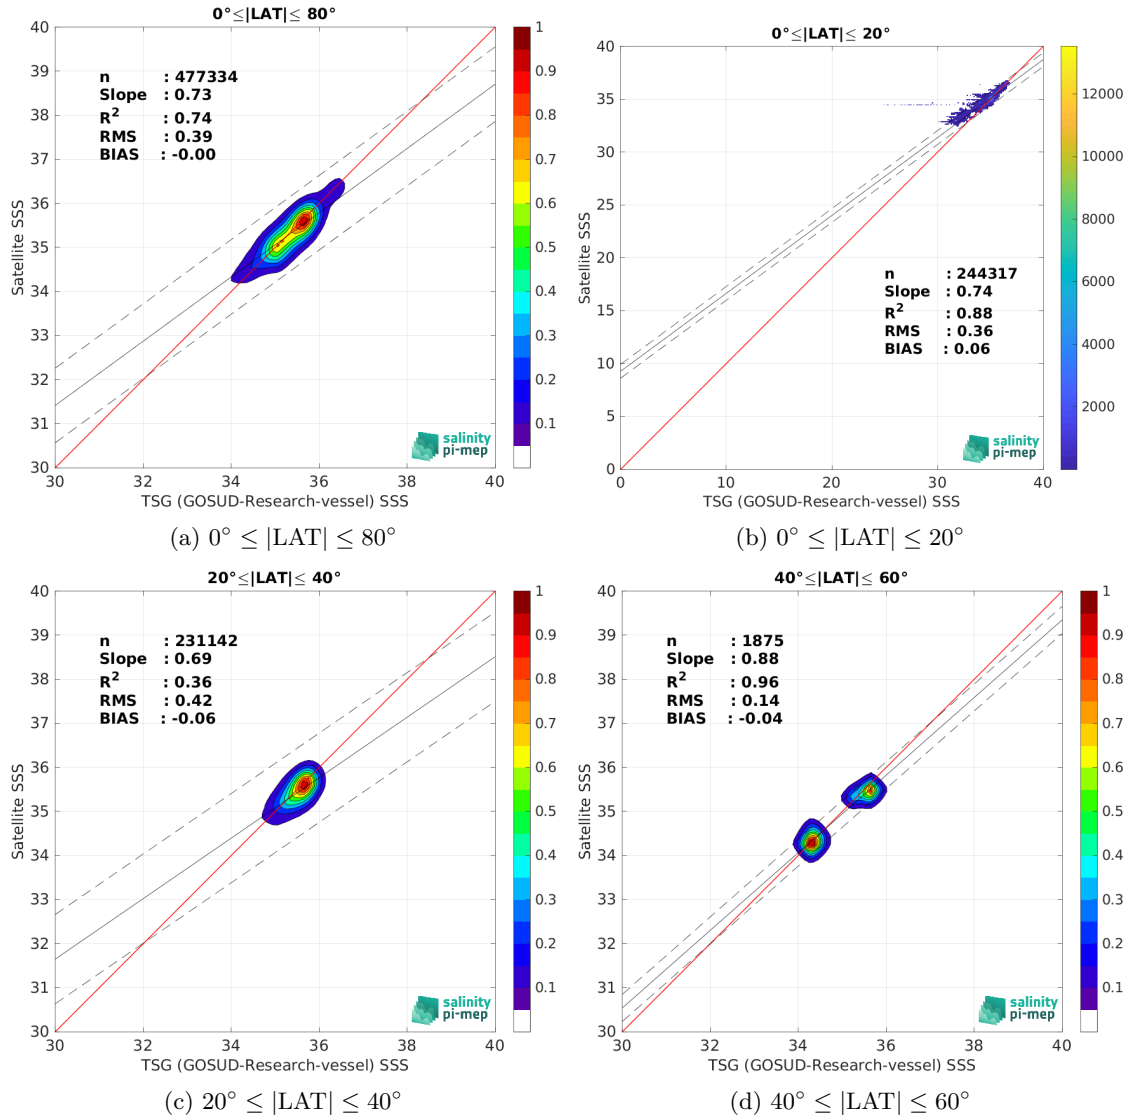 0°≤|LAT|≤ 80°
n : 477334
Slope : 0.73
R² : 0.74
RMS : 0.39
BIAS : -0.00
40
39
38
37
36
35
34
33
32
31
30
30 32 34 36 38 40
1
0.9
0.8
0.7
0.6
0.5
0.4
0.3
0.2
0.1
Satellite SSS
TSG (GOSUD-Research-vessel) SSS
salinity
pi-mep
(a) 0° ≤ |LAT| ≤ 80°
0°≤|LAT|≤ 20°
40
35
30
25
20
15
10
5
0
0 10 20 30 40
n : 244317
Slope : 0.74
R² : 0.88
RMS : 0.36
BIAS : 0.06
12000
10000
8000
6000
4000
2000
Satellite SSS
TSG (GOSUD-Research-vessel) SSS
salinity
pi-mep
(b) 0° ≤ |LAT| ≤ 20°
20°≤|LAT|≤ 40°
n : 231142
Slope : 0.69
R² : 0.36
RMS : 0.42
BIAS : -0.06
40
39
38
37
36
35
34
33
32
31
30
30 32 34 36 38 40
1
0.9
0.8
0.7
0.6
0.5
0.4
0.3
0.2
0.1
Satellite SSS
TSG (GOSUD-Research-vessel) SSS
salinity
pi-mep
(c) 20° ≤ |LAT| ≤ 40°
40°≤|LAT|≤ 60°
n : 1875
Slope : 0.88
R² : 0.96
RMS : 0.14
BIAS : -0.04
40
39
38
37
36
35
34
33
32
31
30
30 32 34 36 38 40
1
0.9
0.8
0.7
0.6
0.5
0.4
0.3
0.2
0.1
Satellite SSS
TSG (GOSUD-Research-vessel) SSS
salinity
pi-mep
(d) 40° ≤ |LAT| ≤ 60°